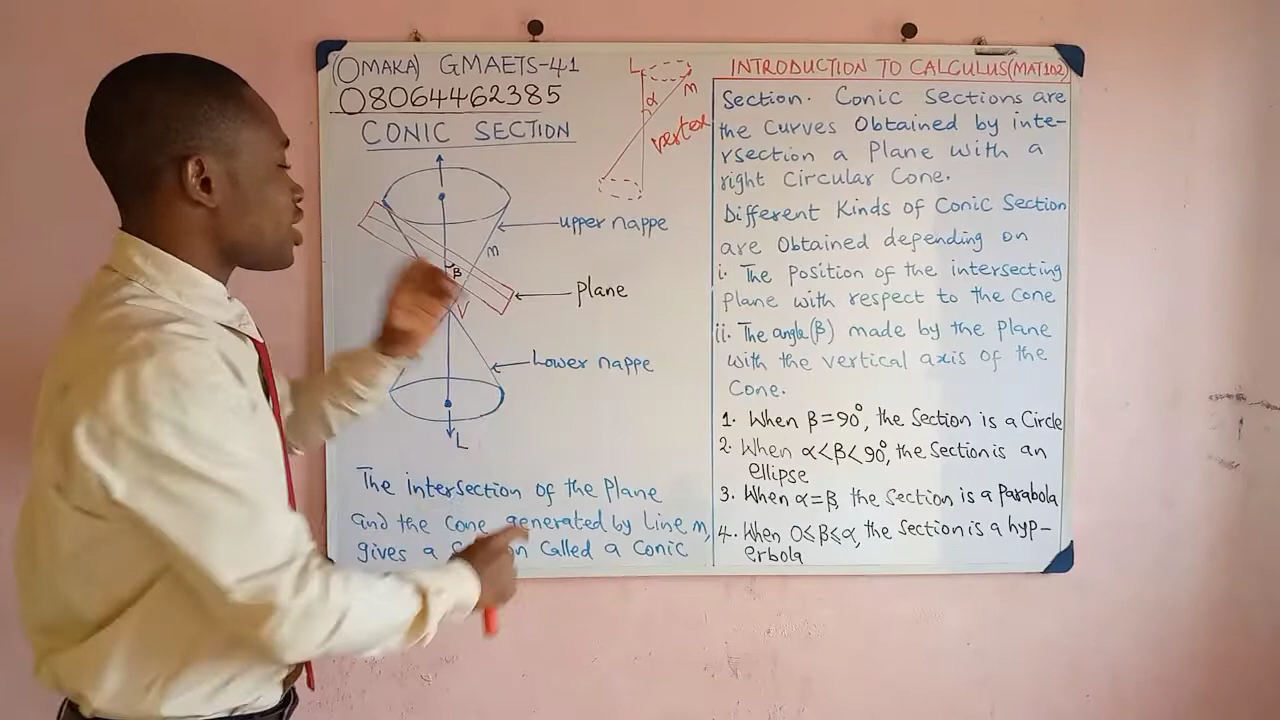 (OMAKA) GMAETS-41
08064462385
CONIC SECTION
L
m
α
vertex
upper nappe
m
β
plane
V
Lower nappe
L
The intersection of the Plane
and the Cone generated by Line m,
gives a called a Conic
INTRODUCTION TO CALCULUS(MAT102)
Section. Conic Sections are
the Curves Obtained by inte-
rsection a Plane with a
right Circular Cone.
Different Kinds of Conic Section
are Obtained depending on
i. The position of the intersecting
plane with respect to the Cone
ii. The angle(β) made by the plane
with the vertical axis of the
Cone.
1. When β=90°, the Section is a Circle
2. When α<β<90°, the Section is an
ellipse
3. When α=β, the Section is a Parabola
4. When 0≤β≤α, the Section is a hyp-
erbola